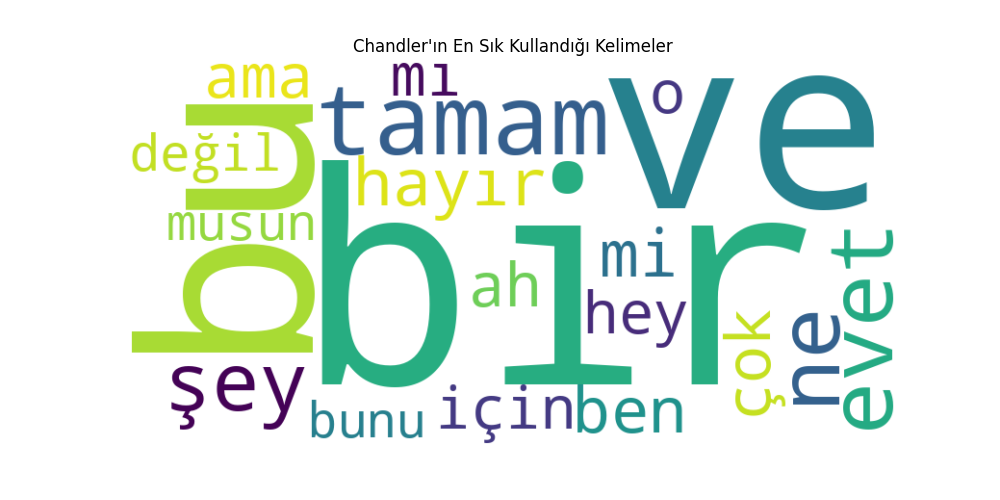 Chandler'ın En Sık Kullandığı Kelimeler
ama
mı
o
tamam
ve
bu
değil
hayır
musun
bir
mi
ah
hey
evet
çok
ne
şey
bunu
için
ben